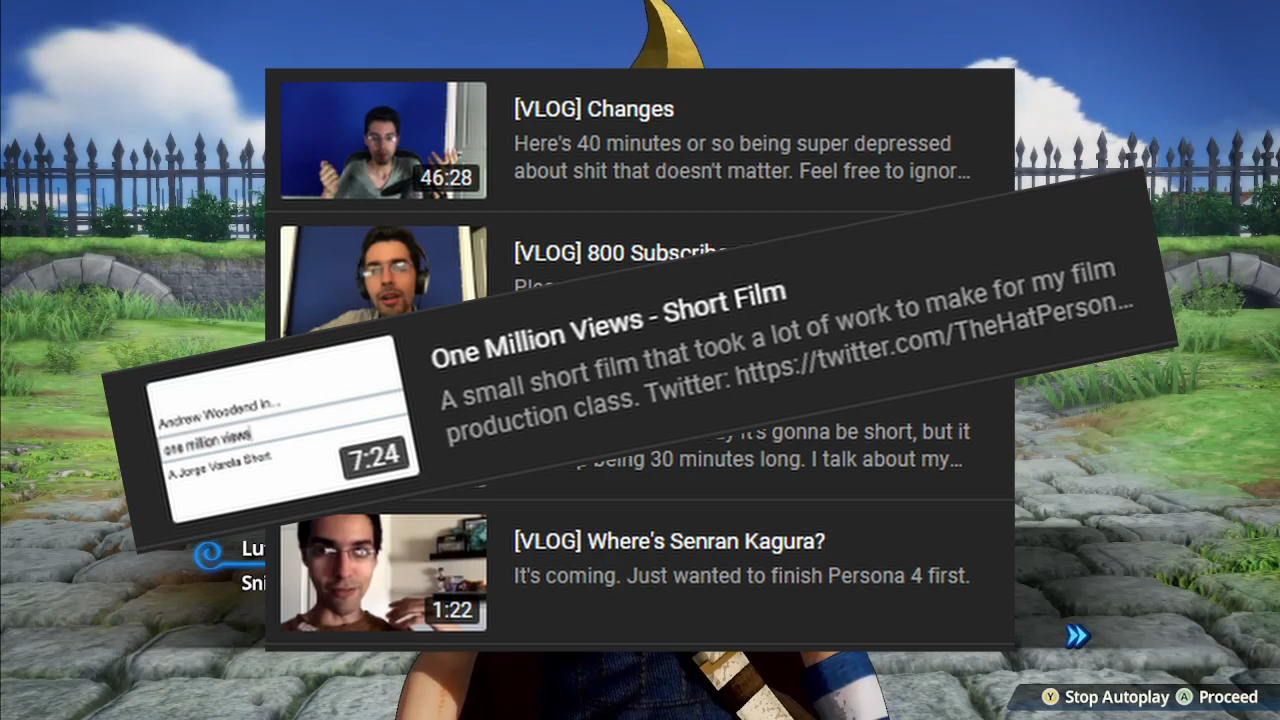 [VLOG] Changes
Here's 40 minutes or so being super depressed
about shit that doesn't matter. Feel free to ignor...
46:28
[VLOG] 800
One Million Views - Short Film
A small short film that took a lot of work to make for my film
production class. Twitter: https://twitter.com/TheHatPerson...
Andrew Woodend in...
one million views
A Jorge Varela Short
7:24
it's gonna be short, but it
being 30 minutes long. I talk about my...
[VLOG] Where's Senran Kagura?
It's coming. Just wanted to finish Persona 4 first.
1:22
Y Stop Autoplay A Proceed